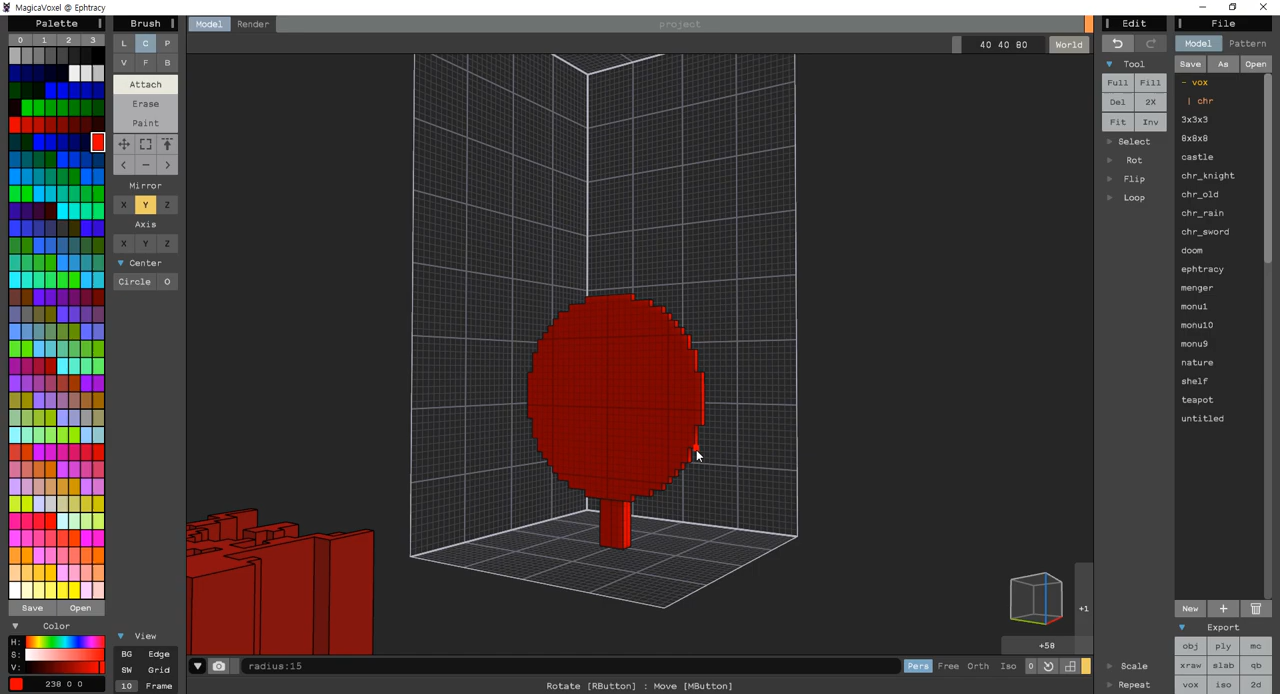 MagicaVoxel @ Ephtracy
Palette
Brush
Model Render
project
Edit
File
0 1 2 3
L C P
V F B
40 40 80
World
Model Pattern
Tool
Save As Open
Attach
Erase
Paint
Full Fill
Del 2X
Fit Inv
Select
Rot
Flip
Loop
- vox
| chr
3x3x3
8x8x8
castle
chr_knight
chr_old
chr_rain
chr_sword
doom
ephtracy
menger
monu1
monu10
monu9
nature
shelf
teapot
untitled
Mirror
X Y Z
Axis
X Y Z
Center
Circle O
Save Open
Color
H:
S:
V:
238 0 0
View
BG Edge
SW Grid
10 Frame
+1
+58
radius:15
Pers Free Orth Iso 0
Rotate [RButton] : Move [MButton]
Scale
Repeat
New +
Export
obj ply mc
xraw slab qb
vox iso 2d